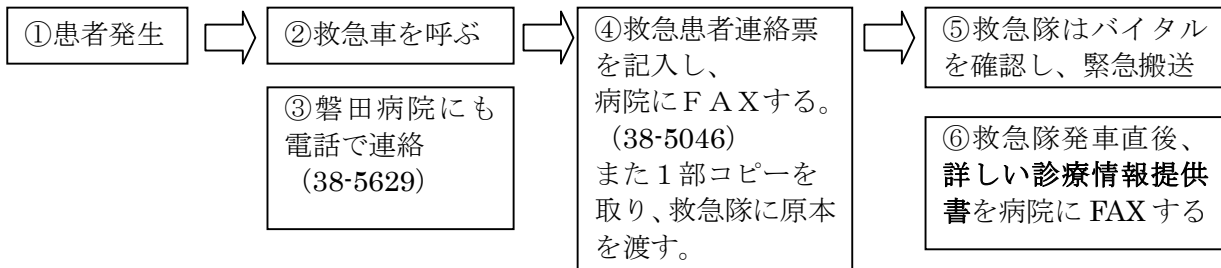 ①患者発生
②救急車を呼ぶ
③磐田病院にも
電話で連絡
（38-5629）
④救急患者連絡票
を記入し、
病院にＦＡＸする。
（38-5046）
また１部コピーを
取り、救急隊に原本
を渡す。
⑤救急隊はバイタル
を確認し、緊急搬送
⑥救急隊発車直後、
詳しい診療情報提供
書を病院に FAX する